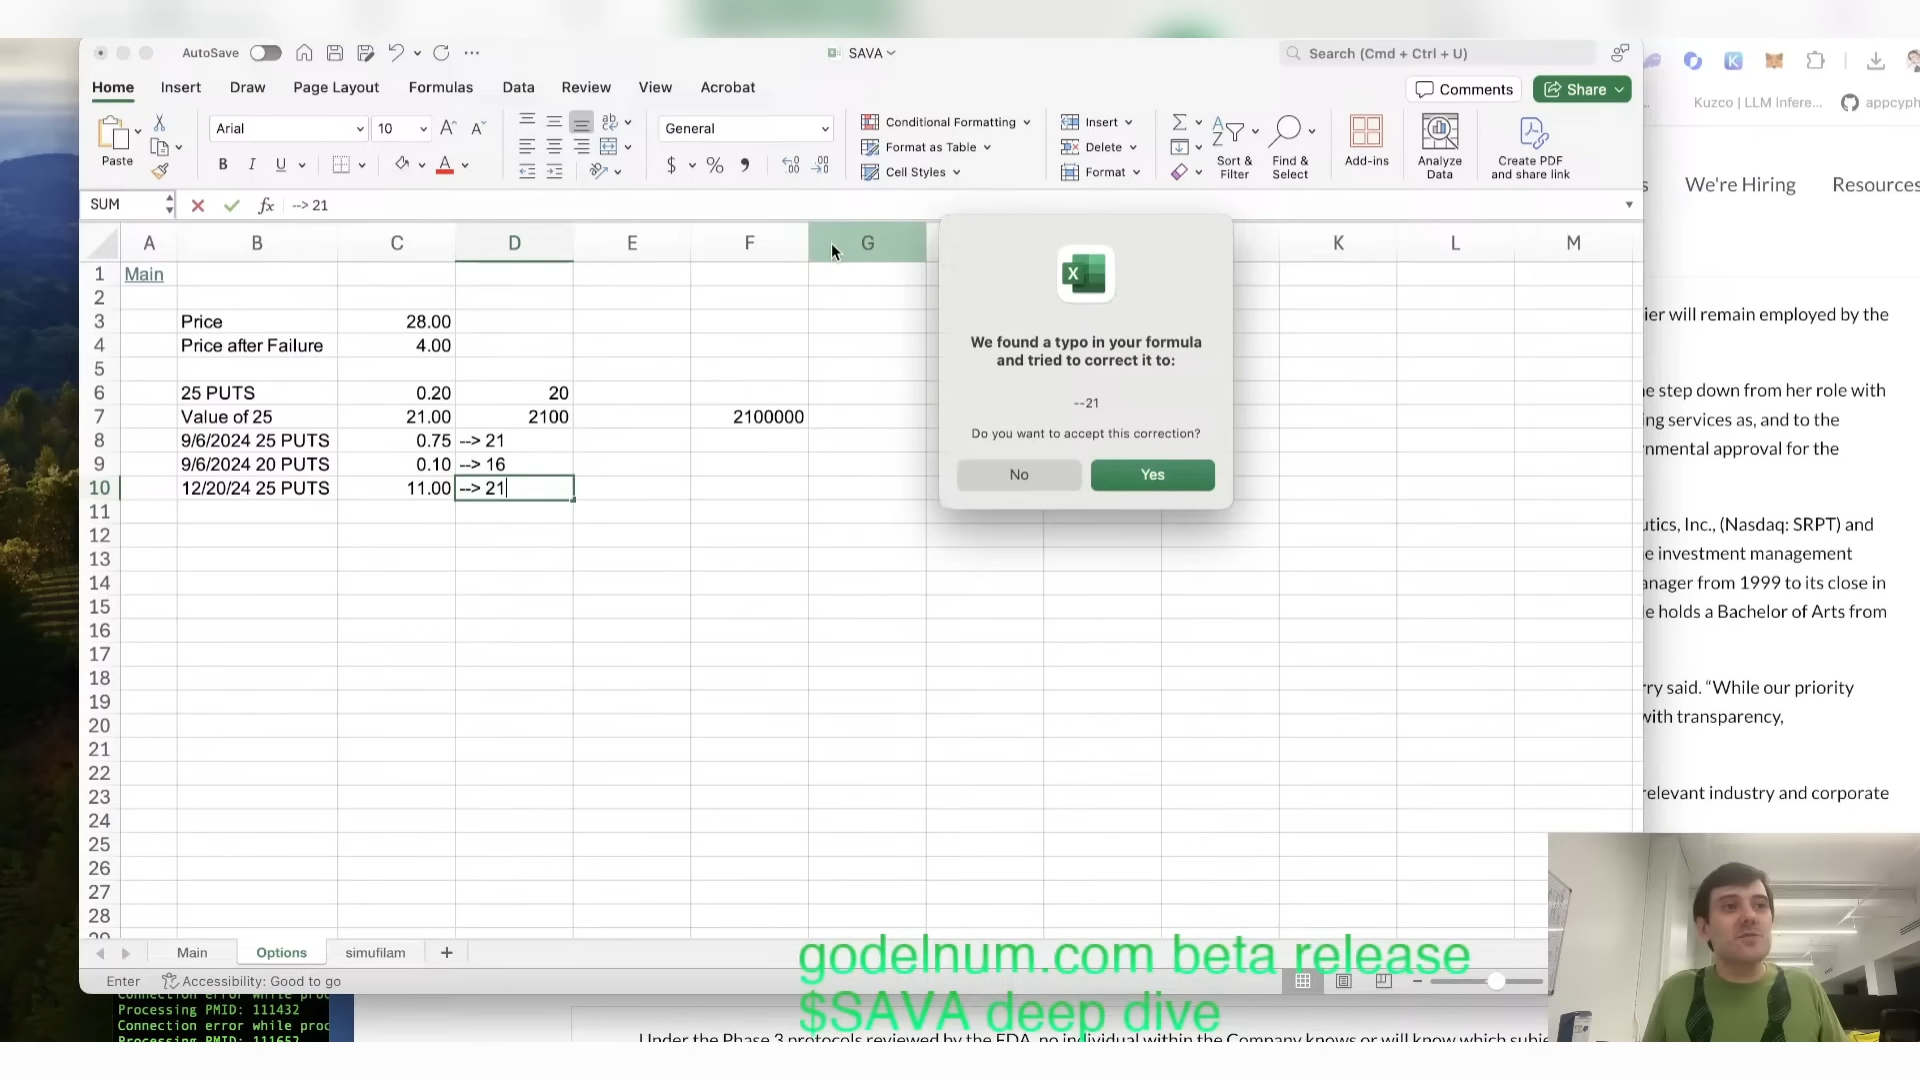 AutoSave
SAVA
Search (Cmd + Ctrl + U)
Home Insert Draw Page Layout Formulas Data Review View Acrobat
Comments Share
Paste
Arial 10
B I U
General
$ % ,
Conditional Formatting
Format as Table
Cell Styles
Insert
Delete
Format
Sort & Filter
Find & Select
Add-ins
Analyze Data
Create PDF and share link
Kuzco | LLM Infere...
appcyph
SUM fx --> 21
We're Hiring
Resources
A B C D E F G K L M
1 Main
2
3 Price 28.00
4 Price after Failure 4.00
5
6 25 PUTS 0.20 20
7 Value of 25 21.00 2100 2100000
8 9/6/2024 25 PUTS 0.75 --> 21
9 9/6/2024 20 PUTS 0.10 --> 16
10 12/20/24 25 PUTS 11.00 --> 21
11
12
13
14
15
16
17
18
19
20
21
22
23
24
25
26
27
28
29
We found a typo in your formula
and tried to correct it to:
--21
Do you want to accept this correction?
No Yes
ier will remain employed by the
e step down from her role with
ing services as, and to the
nmental approval for the
utics, Inc., (Nasdaq: SRPT) and
e investment management
anager from 1999 to its close in
e holds a Bachelor of Arts from
rry said. “While our priority
with transparency,
relevant industry and corporate
Main Options simufilam +
Enter Accessibility: Good to go
godelnum.com beta release
$SAVA deep dive
Connection error while proc
Processing PMID: 111432
Connection error while proc
Processing PMID: 111652
Under the Phase 3 protocols reviewed by the FDA, no individual within the Company knows or will know which subje